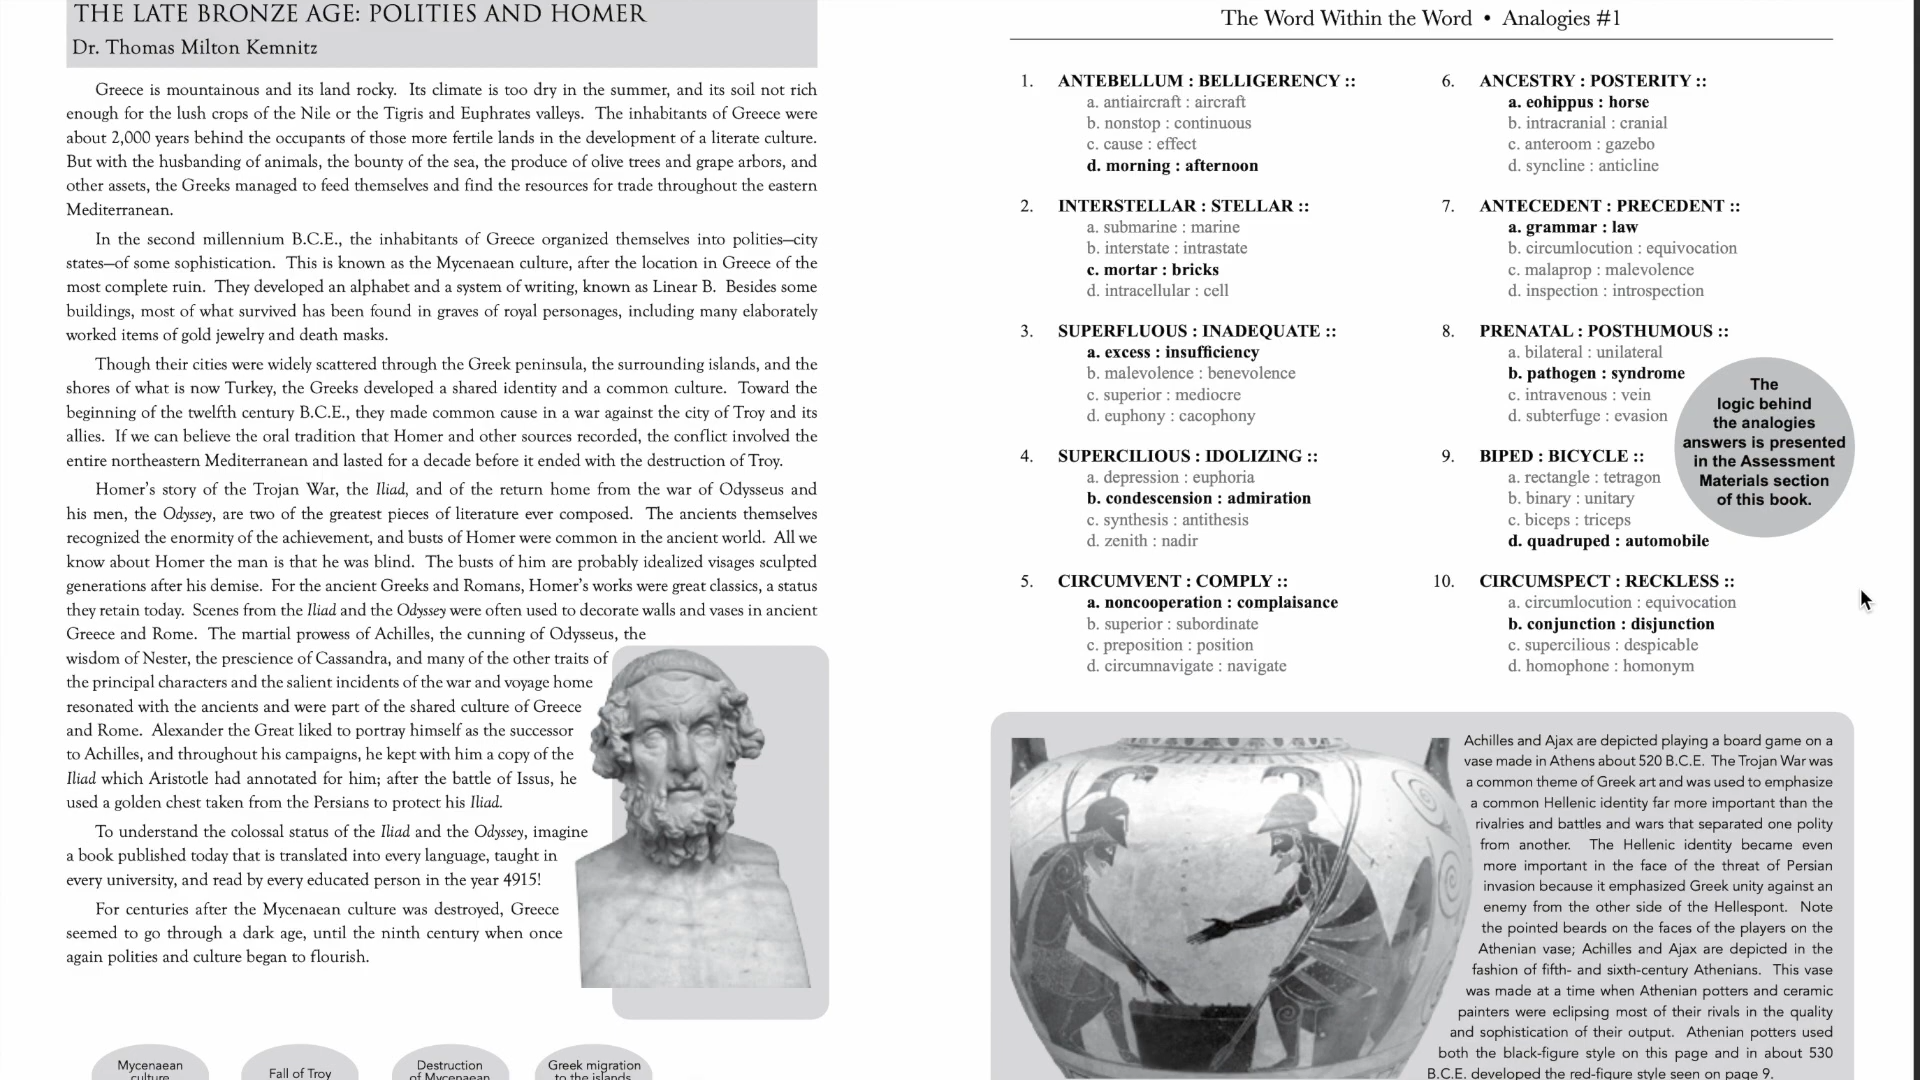 THE LATE BRONZE AGE: POLITIES AND HOMER
Dr. Thomas Milton Kemnitz
Greece is mountainous and its land rocky. Its climate is too dry in the summer, and its soil not rich
enough for the lush crops of the Nile or the Tigris and Euphrates valleys. The inhabitants of Greece were
about 2,000 years behind the occupants of those more fertile lands in the development of a literate culture.
But with the husbanding of animals, the bounty of the sea, the produce of olive trees and grape arbors, and
other assets, the Greeks managed to feed themselves and find the resources for trade throughout the eastern
Mediterranean.
In the second millennium B.C.E., the inhabitants of Greece organized themselves into polities—city
states—of some sophistication. This is known as the Mycenaean culture, after the location in Greece of the
most complete ruin. They developed an alphabet and a system of writing, known as Linear B. Besides some
buildings, most of what survived has been found in graves of royal personages, including many elaborately
worked items of gold jewelry and death masks.
Though their cities were widely scattered through the Greek peninsula, the surrounding islands, and the
shores of what is now Turkey, the Greeks developed a shared identity and a common culture. Toward the
beginning of the twelfth century B.C.E., they made common cause in a war against the city of Troy and its
allies. If we can believe the oral tradition that Homer and other sources recorded, the conflict involved the
entire northeastern Mediterranean and lasted for a decade before it ended with the destruction of Troy.
Homer's story of the Trojan War, the Iliad, and of the return home from the war of Odysseus and
his men, the Odyssey, are two of the greatest pieces of literature ever composed. The ancients themselves
recognized the enormity of the achievement, and busts of Homer were common in the ancient world. All we
know about Homer the man is that he was blind. The busts of him are probably idealized visages sculpted
generations after his demise. For the ancient Greeks and Romans, Homer's works were great classics, a status
they retain today. Scenes from the Iliad and the Odyssey were often used to decorate walls and vases in ancient
Greece and Rome. The martial prowess of Achilles, the cunning of Odysseus, the
wisdom of Nester, the prescience of Cassandra, and many of the other traits of
the principal characters and the salient incidents of the war and voyage home
resonated with the ancients and were part of the shared culture of Greece
and Rome. Alexander the Great liked to portray himself as the successor
to Achilles, and throughout his campaigns, he kept with him a copy of the
Iliad which Aristotle had annotated for him; after the battle of Issus, he
used a golden chest taken from the Persians to protect his Iliad.
To understand the colossal status of the Iliad and the Odyssey, imagine
a book published today that is translated into every language, taught in
every university, and read by every educated person in the year 4915!
For centuries after the Mycenaean culture was destroyed, Greece
seemed to go through a dark age, until the ninth century when once
again polities and culture began to flourish.
Mycenaean
culture
Fall of Troy
Destruction
of Mycenaean
Greek migration
to the islands
The Word Within the Word • Analogies #1
1. ANTEBELLUM : BELLIGERENCY ::
a. antiaircraft : aircraft
b. nonstop : continuous
c. cause : effect
d. morning : afternoon
2. INTERSTELLAR : STELLAR ::
a. submarine : marine
b. interstate : intrastate
c. mortar : bricks
d. intracellular : cell
3. SUPERFLUOUS : INADEQUATE ::
a. excess : insufficiency
b. malevolence : benevolence
c. superior : mediocre
d. euphony : cacophony
4. SUPERCILIOUS : IDOLIZING ::
a. depression : euphoria
b. condescension : admiration
c. synthesis : antithesis
d. zenith : nadir
5. CIRCUMVENT : COMPLY ::
a. noncooperation : complaisance
b. superior : subordinate
c. preposition : position
d. circumnavigate : navigate
6. ANCESTRY : POSTERITY ::
a. eohippus : horse
b. intracranial : cranial
c. anteroom : gazebo
d. syncline : anticline
7. ANTECEDENT : PRECEDENT ::
a. grammar : law
b. circumlocution : equivocation
c. malaprop : malevolence
d. inspection : introspection
8. PRENATAL : POSTHUMOUS ::
a. bilateral : unilateral
b. pathogen : syndrome
c. intravenous : vein
d. subterfuge : evasion
9. BIPED : BICYCLE ::
a. rectangle : tetragon
b. binary : unitary
c. biceps : triceps
d. quadruped : automobile
10. CIRCUMSPECT : RECKLESS ::
a. circumlocution : equivocation
b. conjunction : disjunction
c. supercilious : despicable
d. homophone : homonym
The
logic behind
the analogies
answers is presented
in the Assessment
Materials section
of this book.
Achilles and Ajax are depicted playing a board game on a
vase made in Athens about 520 B.C.E. The Trojan War was
a common theme of Greek art and was used to emphasize
a common Hellenic identity far more important than the
rivalries and battles and wars that separated one polity
from another. The Hellenic identity became even
more important in the face of the threat of Persian
invasion because it emphasized Greek unity against an
enemy from the other side of the Hellespont. Note
the pointed beards on the faces of the players on the
Athenian vase; Achilles and Ajax are depicted in the
fashion of fifth- and sixth-century Athenians. This vase
was made at a time when Athenian potters and ceramic
painters were eclipsing most of their rivals in the quality
and sophistication of their output. Athenian potters used
both the black-figure style on this page and in about 530
B.C.E. developed the red-figure style seen on page 9.